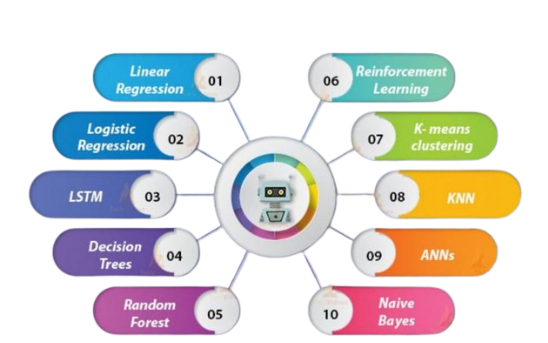 Linear
Regression
01
Logistic
Regression
02
LSTM
03
Decision
Trees
04
Random
Forest
05
06
Reinforcement
Learning
07
K- means
clustering
08
KNN
09
ANNs
10
Naive
Bayes